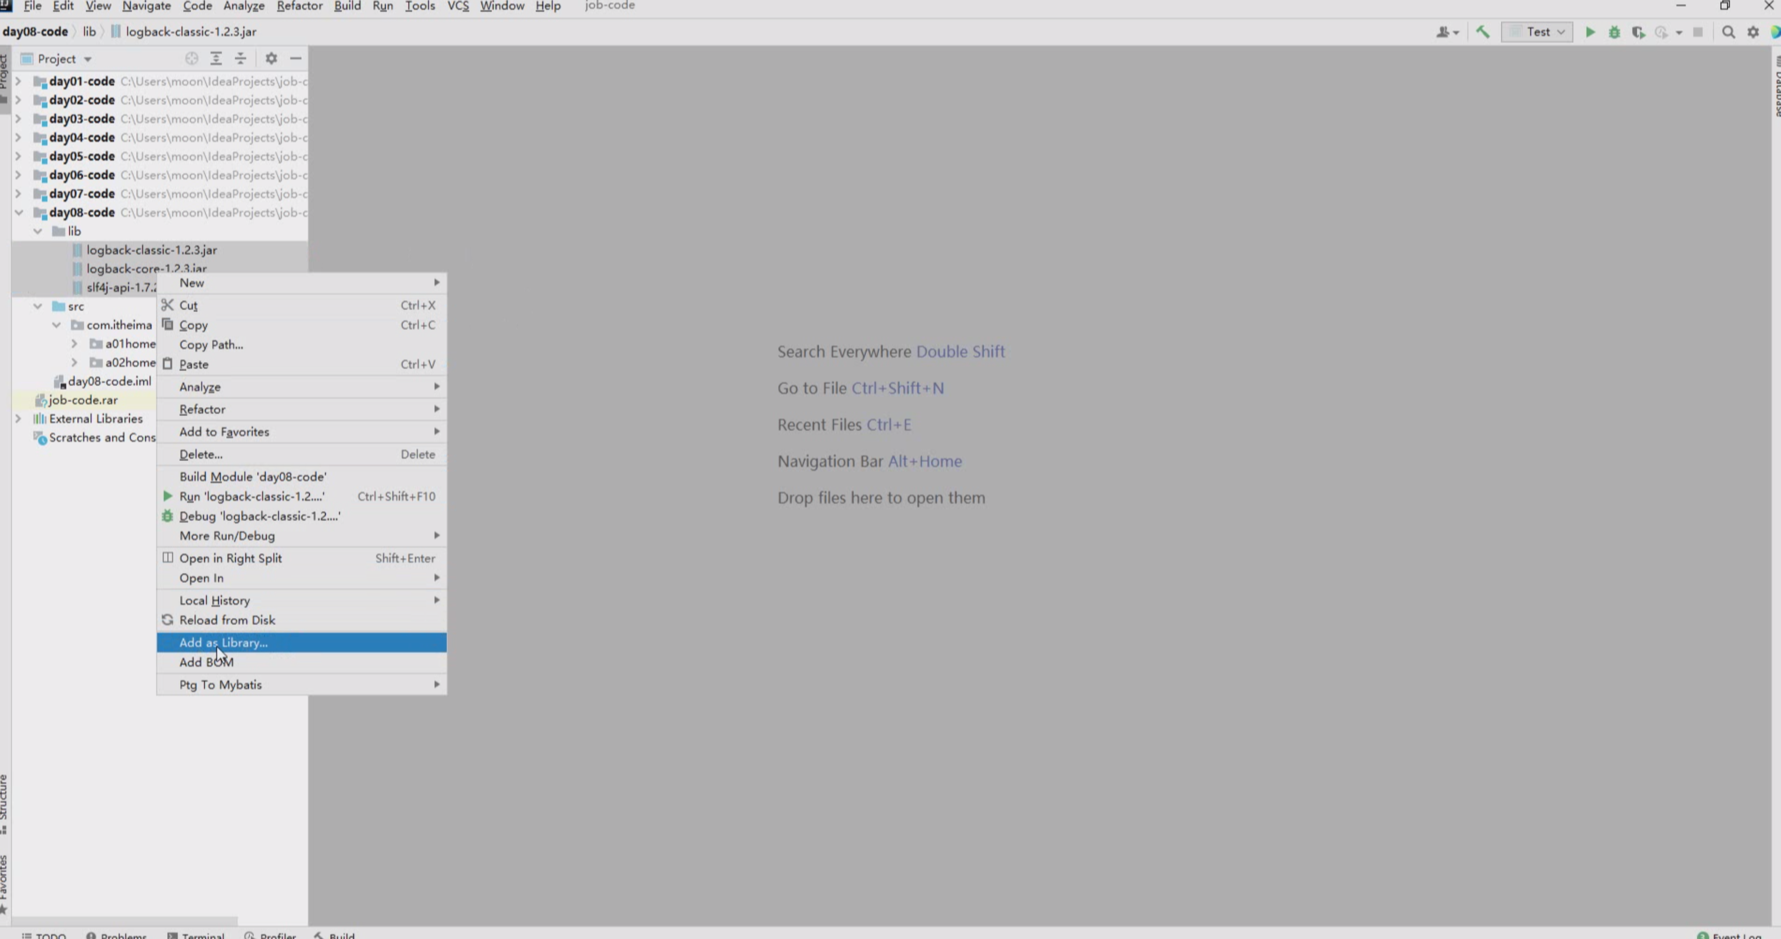 File Edit View Navigate Code Analyze Refactor Build Run Tools VCS Window Help job-code
day08-code lib logback-classic-1.2.3.jar
Test
Project
Project
day01-code C:\Users\moon\IdeaProjects\job-c
day02-code C:\Users\moon\IdeaProjects\job-c
day03-code C:\Users\moon\IdeaProjects\job-c
day04-code C:\Users\moon\IdeaProjects\job-c
day05-code C:\Users\moon\IdeaProjects\job-c
day06-code C:\Users\moon\IdeaProjects\job-c
day07-code C:\Users\moon\IdeaProjects\job-c
day08-code C:\Users\moon\IdeaProjects\job-c
lib
logback-classic-1.2.3.jar
logback-core-1.2.3.jar
slf4j-api-1.7.2
src
com.itheima
a01home
a02home
day08-code.iml
job-code.rar
External Libraries
Scratches and Cons
New
Cut Ctrl+X
Copy Ctrl+C
Copy Path...
Paste Ctrl+V
Analyze
Refactor
Add to Favorites
Delete... Delete
Build Module 'day08-code'
Run 'logback-classic-1.2....' Ctrl+Shift+F10
Debug 'logback-classic-1.2....'
More Run/Debug
Open in Right Split Shift+Enter
Open In
Local History
Reload from Disk
Add as Library...
Add BOM
Ptg To Mybatis
Search Everywhere Double Shift
Go to File Ctrl+Shift+N
Recent Files Ctrl+E
Navigation Bar Alt+Home
Drop files here to open them
Database
Structure
Favorites
TODO Problems Terminal Profiler Build Event Log